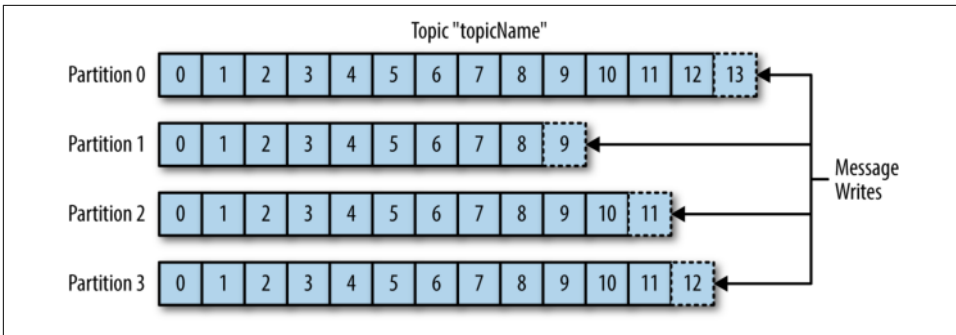 Topic "topicName"
Partition 0 0 1 2 3 4 5 6 7 8 9 10 11 12 13
Partition 1 0 1 2 3 4 5 6 7 8 9
Partition 2 0 1 2 3 4 5 6 7 8 9 10 11
Partition 3 0 1 2 3 4 5 6 7 8 9 10 11 12
Message
Writes